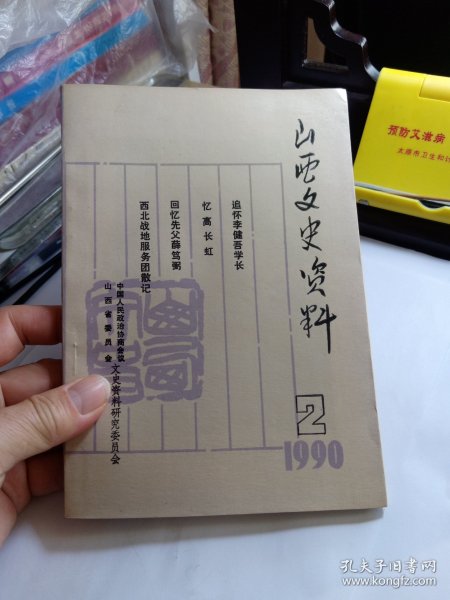 山西文史资料
2
1990
追怀李健吾学长
忆高长虹
回忆先父薛笃弼
西北战地服务团散记
中国人民政治协商会议
山西省委员会
文史资料研究委员会
预防艾滋病
太原市卫生和计
孔夫子旧书网
www.kongfz.com